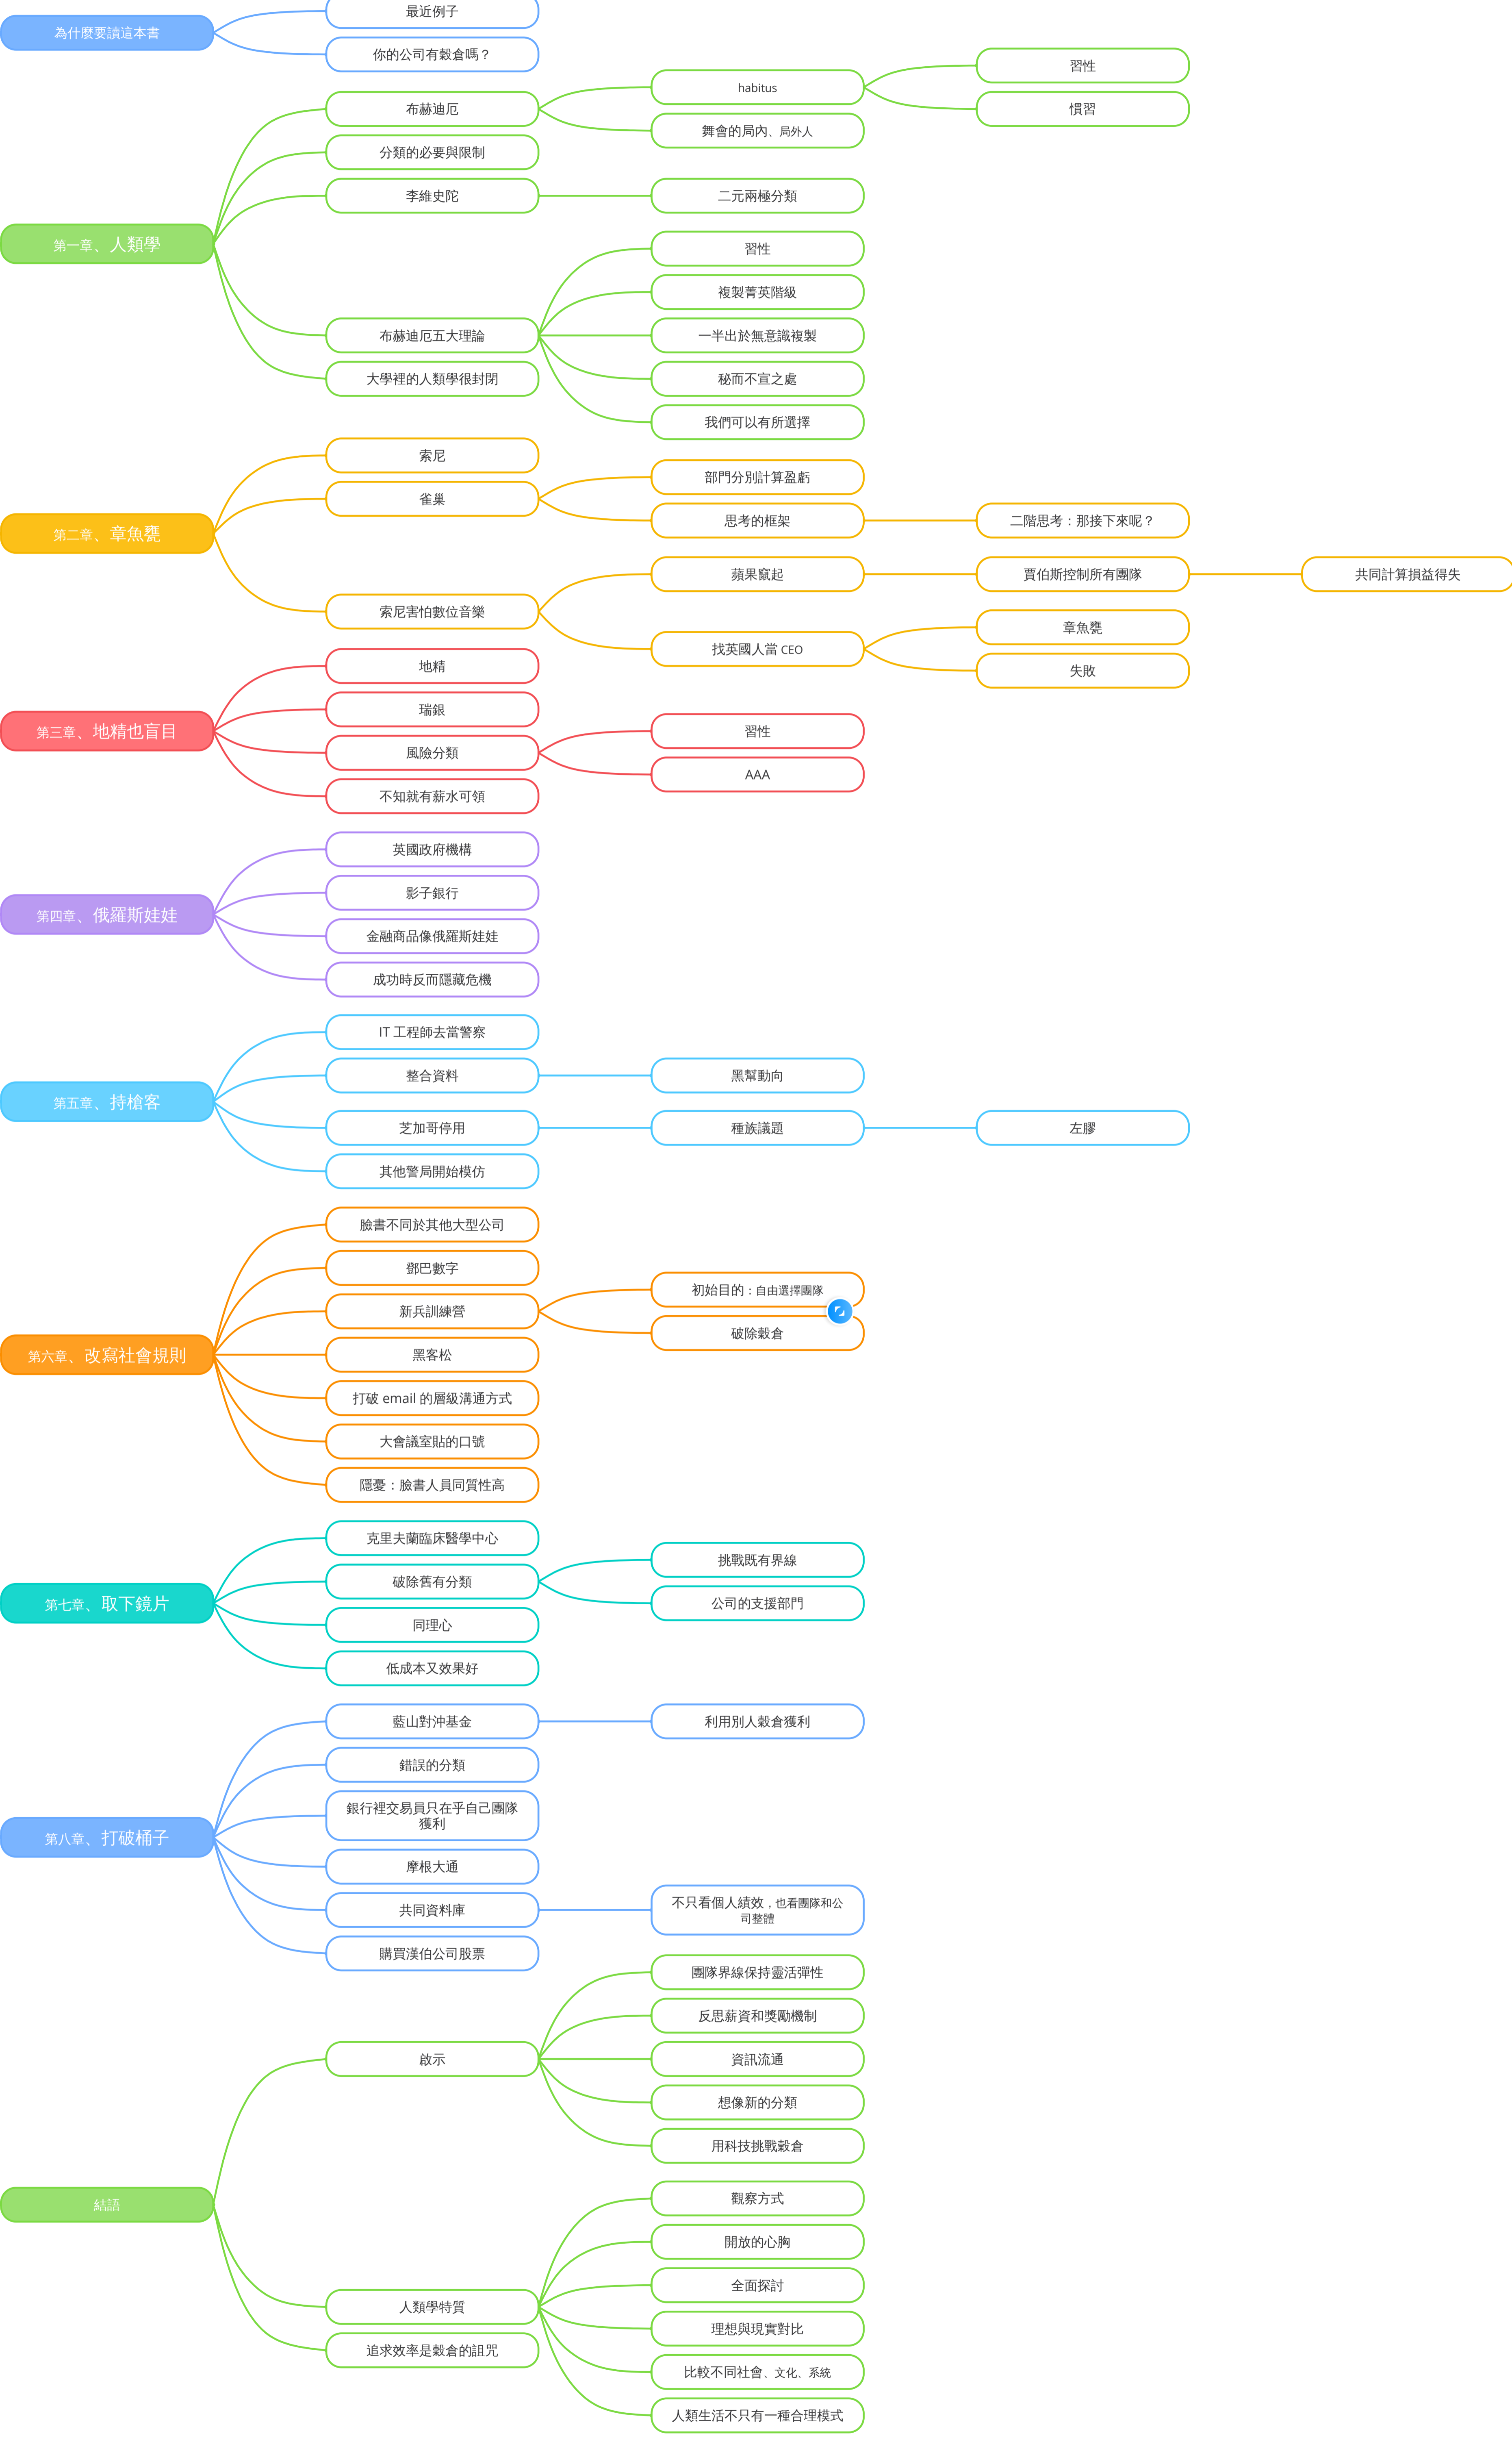 為什麼要讀這本書
最近例子
你的公司有穀倉嗎？
第一章、人類學
布赫迪厄
habitus
習性
慣習
舞會的局內、局外人
分類的必要與限制
李維史陀
二元兩極分類
布赫迪厄五大理論
習性
複製菁英階級
一半出於無意識複製
秘而不宣之處
我們可以有所選擇
大學裡的人類學很封閉
第二章、章魚甕
索尼
雀巢
部門分別計算盈虧
思考的框架
二階思考：那接下來呢？
索尼害怕數位音樂
蘋果竄起
賈伯斯控制所有團隊
共同計算損益得失
找英國人當 CEO
章魚甕
失敗
第三章、地精也盲目
地精
瑞銀
風險分類
習性
AAA
不知就有薪水可領
第四章、俄羅斯娃娃
英國政府機構
影子銀行
金融商品像俄羅斯娃娃
成功時反而隱藏危機
第五章、持槍客
IT 工程師去當警察
整合資料
黑幫動向
芝加哥停用
種族議題
左膠
其他警局開始模仿
第六章、改寫社會規則
臉書不同於其他大型公司
鄧巴數字
新兵訓練營
初始目的：自由選擇團隊
破除穀倉
黑客松
打破 email 的層級溝通方式
大會議室貼的口號
隱憂：臉書人員同質性高
第七章、取下鏡片
克里夫蘭臨床醫學中心
破除舊有分類
挑戰既有界線
公司的支援部門
同理心
低成本又效果好
第八章、打破桶子
藍山對沖基金
利用別人穀倉獲利
錯誤的分類
銀行裡交易員只在乎自己團隊
獲利
摩根大通
共同資料庫
不只看個人績效，也看團隊和公
司整體
購買漢伯公司股票
結語
啟示
團隊界線保持靈活彈性
反思薪資和獎勵機制
資訊流通
想像新的分類
用科技挑戰穀倉
人類學特質
觀察方式
開放的心胸
全面探討
理想與現實對比
比較不同社會、文化、系統
人類生活不只有一種合理模式
追求效率是穀倉的詛咒